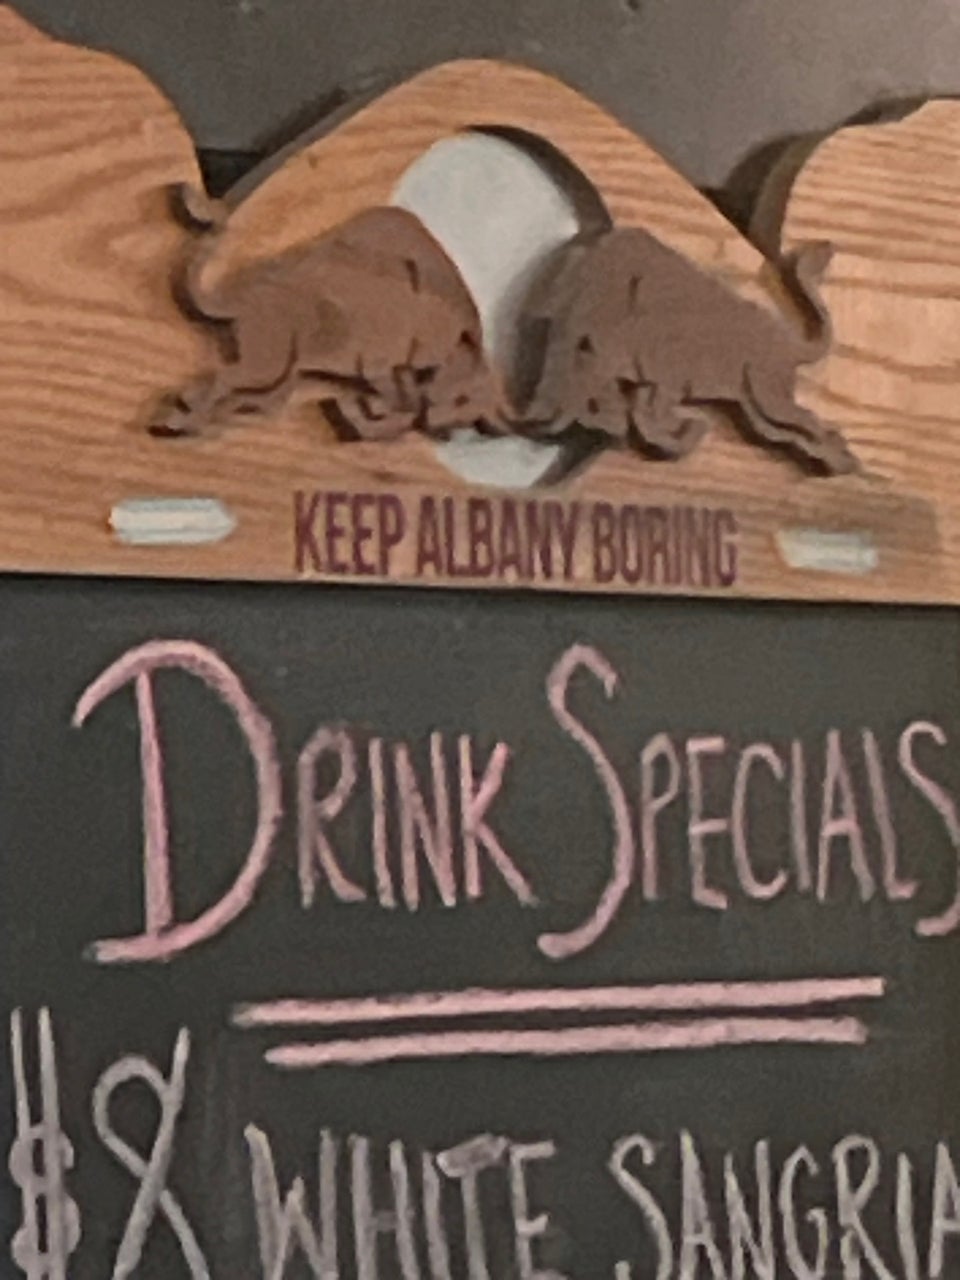 KEEP ALBANY BORING
DRINK SPECIALS
$8 WHITE SANGRIA